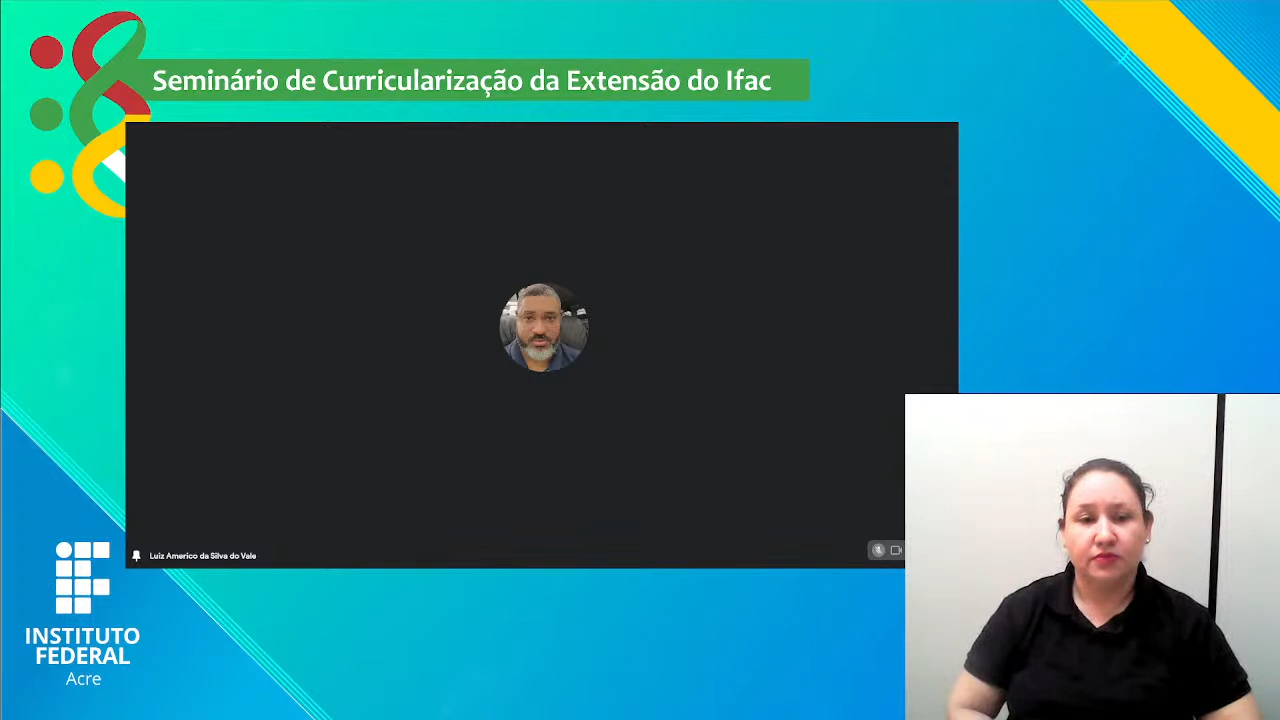 Seminário de Curricularização da Extensão do Ifac
Luiz Americo da Silva do Vale
INSTITUTO
FEDERAL
Acre